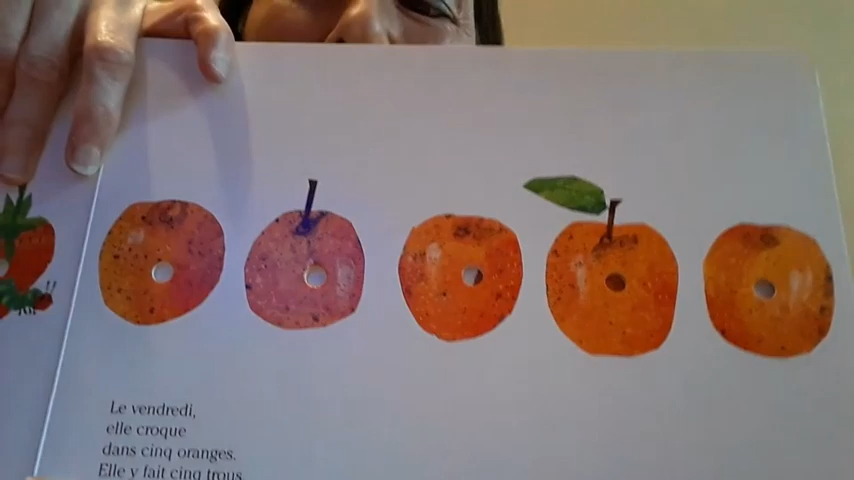 Le vendredi,
elle croque
dans cinq oranges.
Elle y fait cinq trous